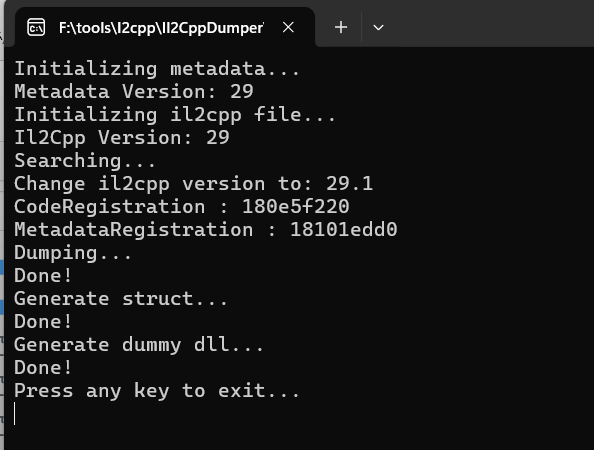 F:\tools\I2cpp\Il2CppDumper
Initializing metadata...
Metadata Version: 29
Initializing il2cpp file...
Il2Cpp Version: 29
Searching...
Change il2cpp version to: 29.1
CodeRegistration : 180e5f220
MetadataRegistration : 18101edd0
Dumping...
Done!
Generate struct...
Done!
Generate dummy dll...
Done!
Press any key to exit...